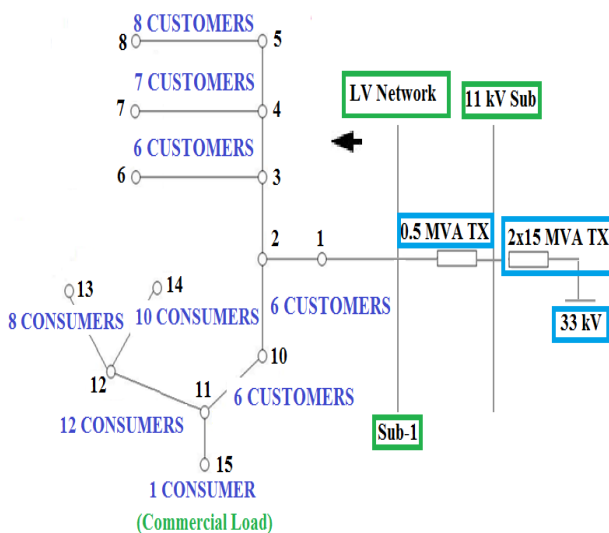 8 CUSTOMERS
8
5
7 CUSTOMERS
LV Network
11 kV Sub
7
4
6 CUSTOMERS
6
3
0.5 MVA TX
2x15 MVA TX
2
1
33 kV
13
14
6 CUSTOMERS
8 CONSUMERS
10 CONSUMERS
10
12
11
6 CUSTOMERS
12 CONSUMERS
Sub-1
15
1 CONSUMER
(Commercial Load)